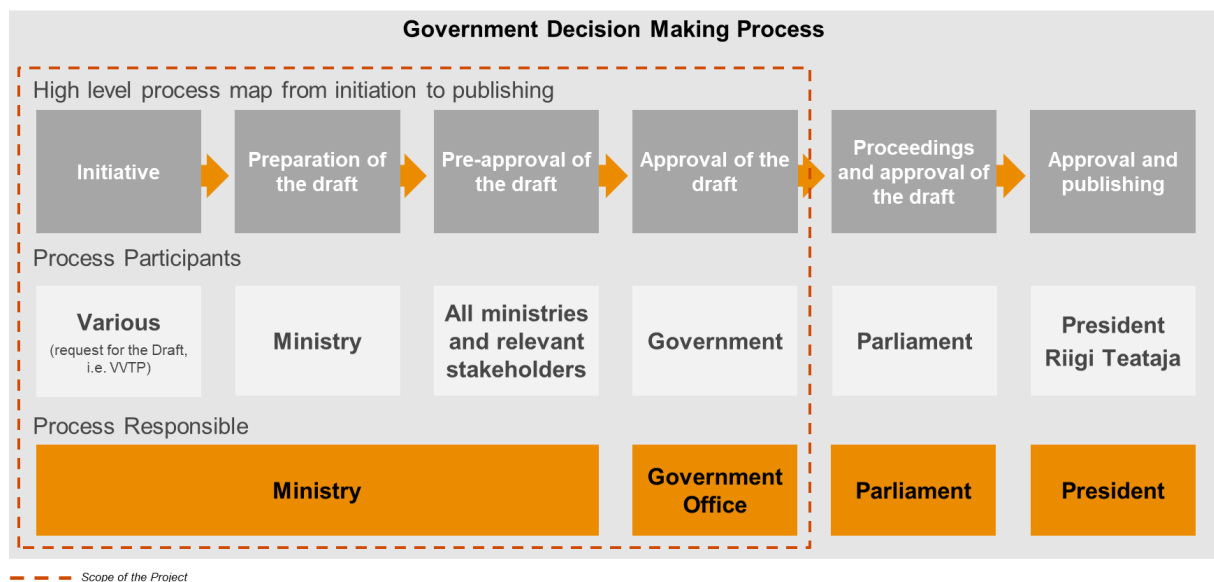 Government Decision Making Process
High level process map from initiation to publishing
Initiative
Preparation of
the draft
Pre-approval of
the draft
Approval of the
draft
Proceedings
and approval of
the draft
Approval and
publishing
Process Participants
Various
(request for the Draft,
i.e. VVTP)
Ministry
All ministries
and relevant
stakeholders
Government
Parliament
President
Riigi Teataja
Process Responsible
Ministry
Government
Office
Parliament
President
Scope of the Project